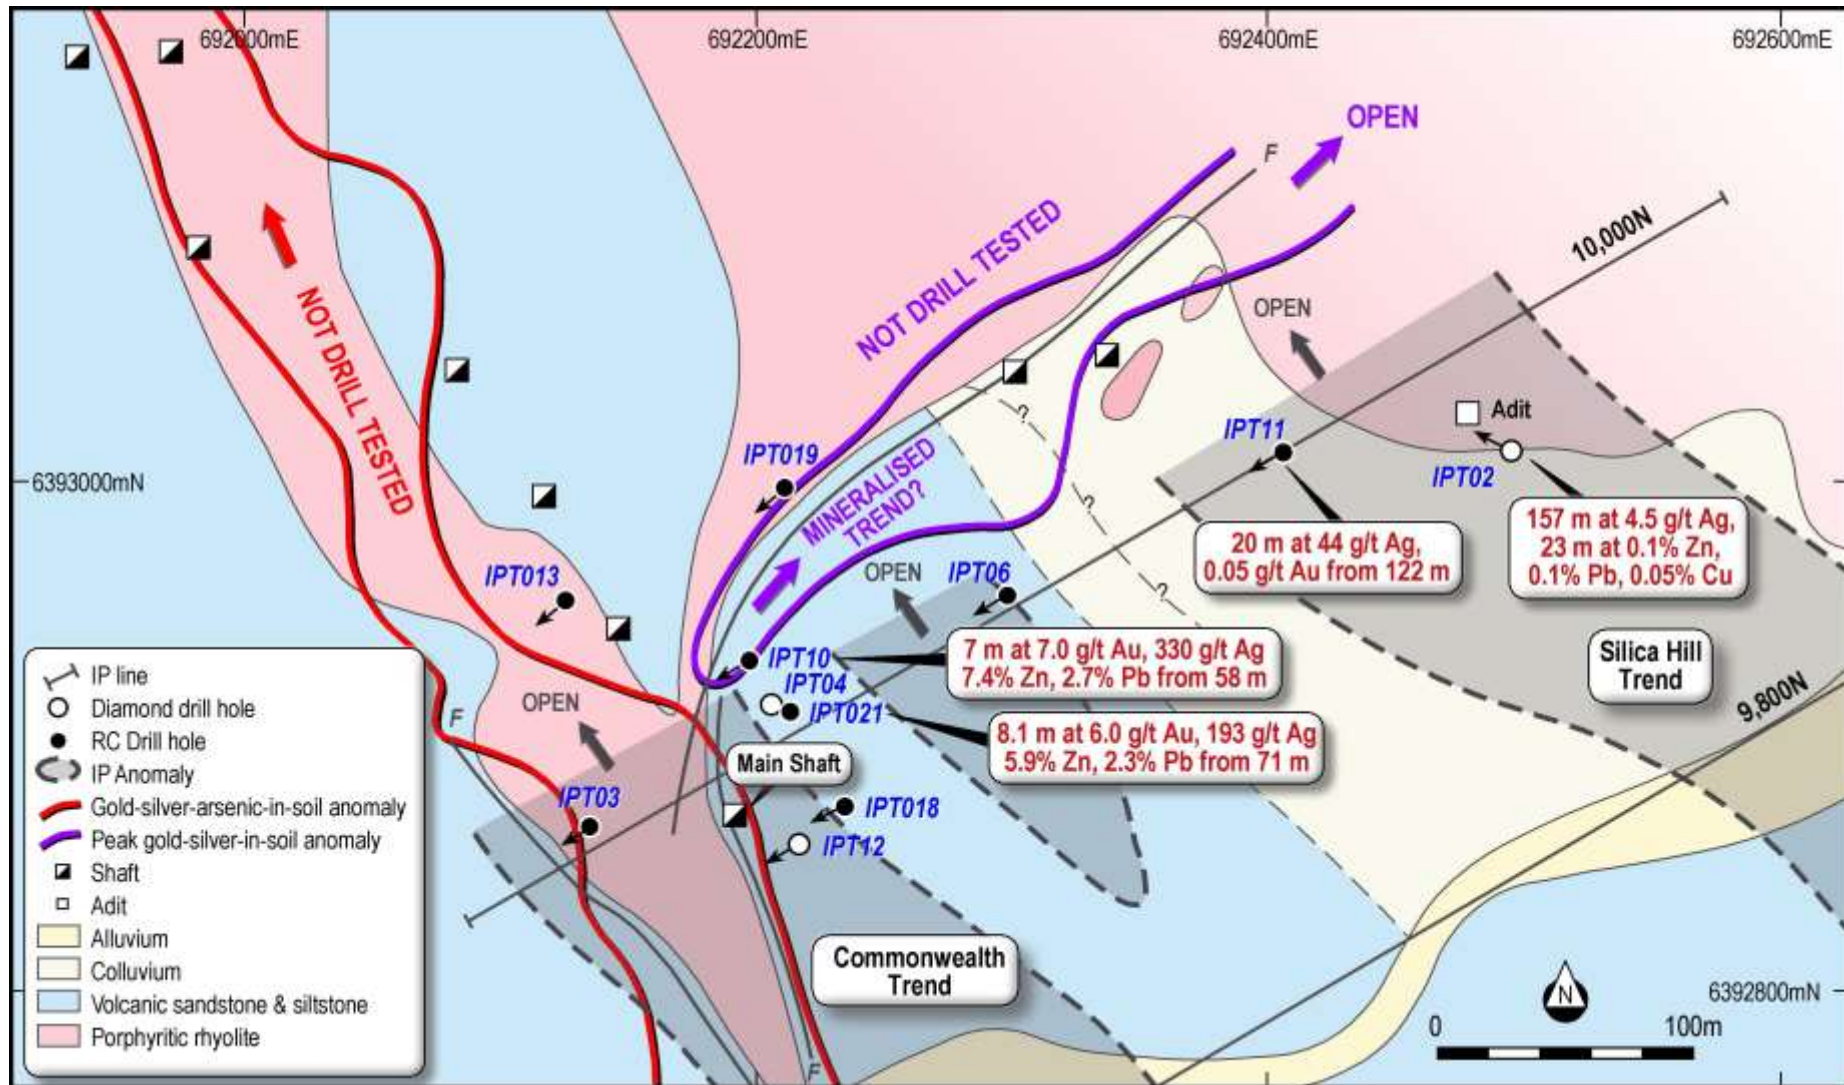 692000mE
692200mE
692400mE
692600mE
OPEN
F
10,000N
NOT DRILL TESTED
NOT DRILL TESTED
OPEN
?
Adit
IPT11
IPT02
IPT019
6393000mN
MINERALISED
TREND?
?
157 m at 4.5 g/t Ag,
23 m at 0.1% Zn,
0.1% Pb, 0.05% Cu
20 m at 44 g/t Ag,
0.05 g/t Au from 122 m
IPT013
OPEN
IPT06
?
7 m at 7.0 g/t Au, 330 g/t Ag
7.4% Zn, 2.7% Pb from 58 m
Silica Hill
Trend
IPT10
IPT04
IPT021
9,800N
OPEN
F
8.1 m at 6.0 g/t Au, 193 g/t Ag
5.9% Zn, 2.3% Pb from 71 m
Main Shaft
IPT03
IPT018
IPT12
Commonwealth
Trend
6392800mN
N
0
100m
F
IP line
Diamond drill hole
RC Drill hole
IP Anomaly
Gold-silver-arsenic-in-soil anomaly
Peak gold-silver-in-soil anomaly
Shaft
Adit
Alluvium
Colluvium
Volcanic sandstone & siltstone
Porphyritic rhyolite